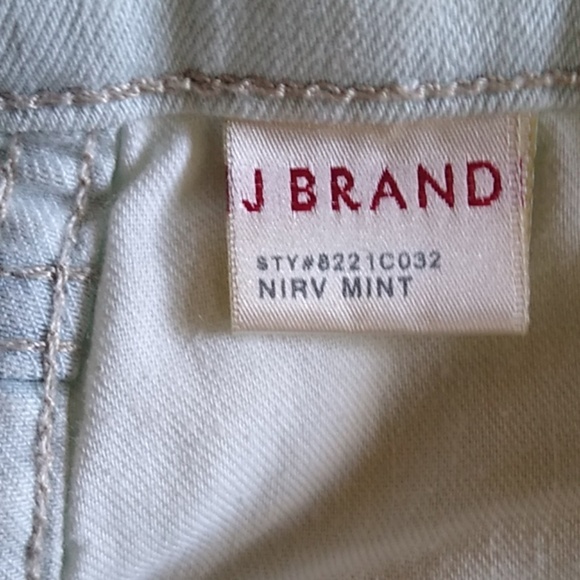 J BRAND
STY#8221C032
NIRV MINT